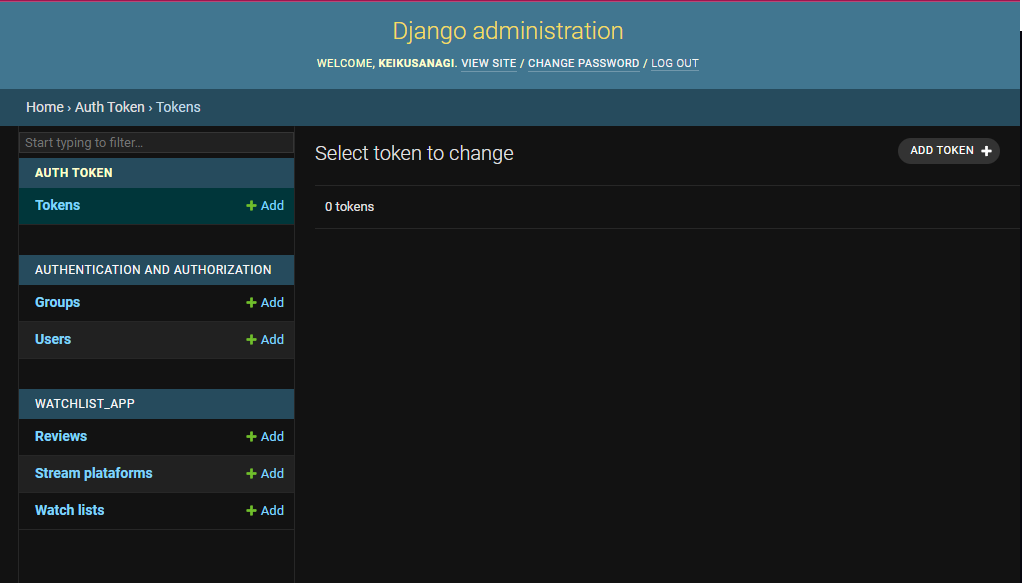 Django administration
WELCOME, KEIKUSANAGI. VIEW SITE / CHANGE PASSWORD / LOG OUT
Home › Auth Token › Tokens
Start typing to filter...
AUTH TOKEN
Tokens + Add
AUTHENTICATION AND AUTHORIZATION
Groups + Add
Users + Add
WATCHLIST_APP
Reviews + Add
Stream plataforms + Add
Watch lists + Add
Select token to change
ADD TOKEN +
0 tokens